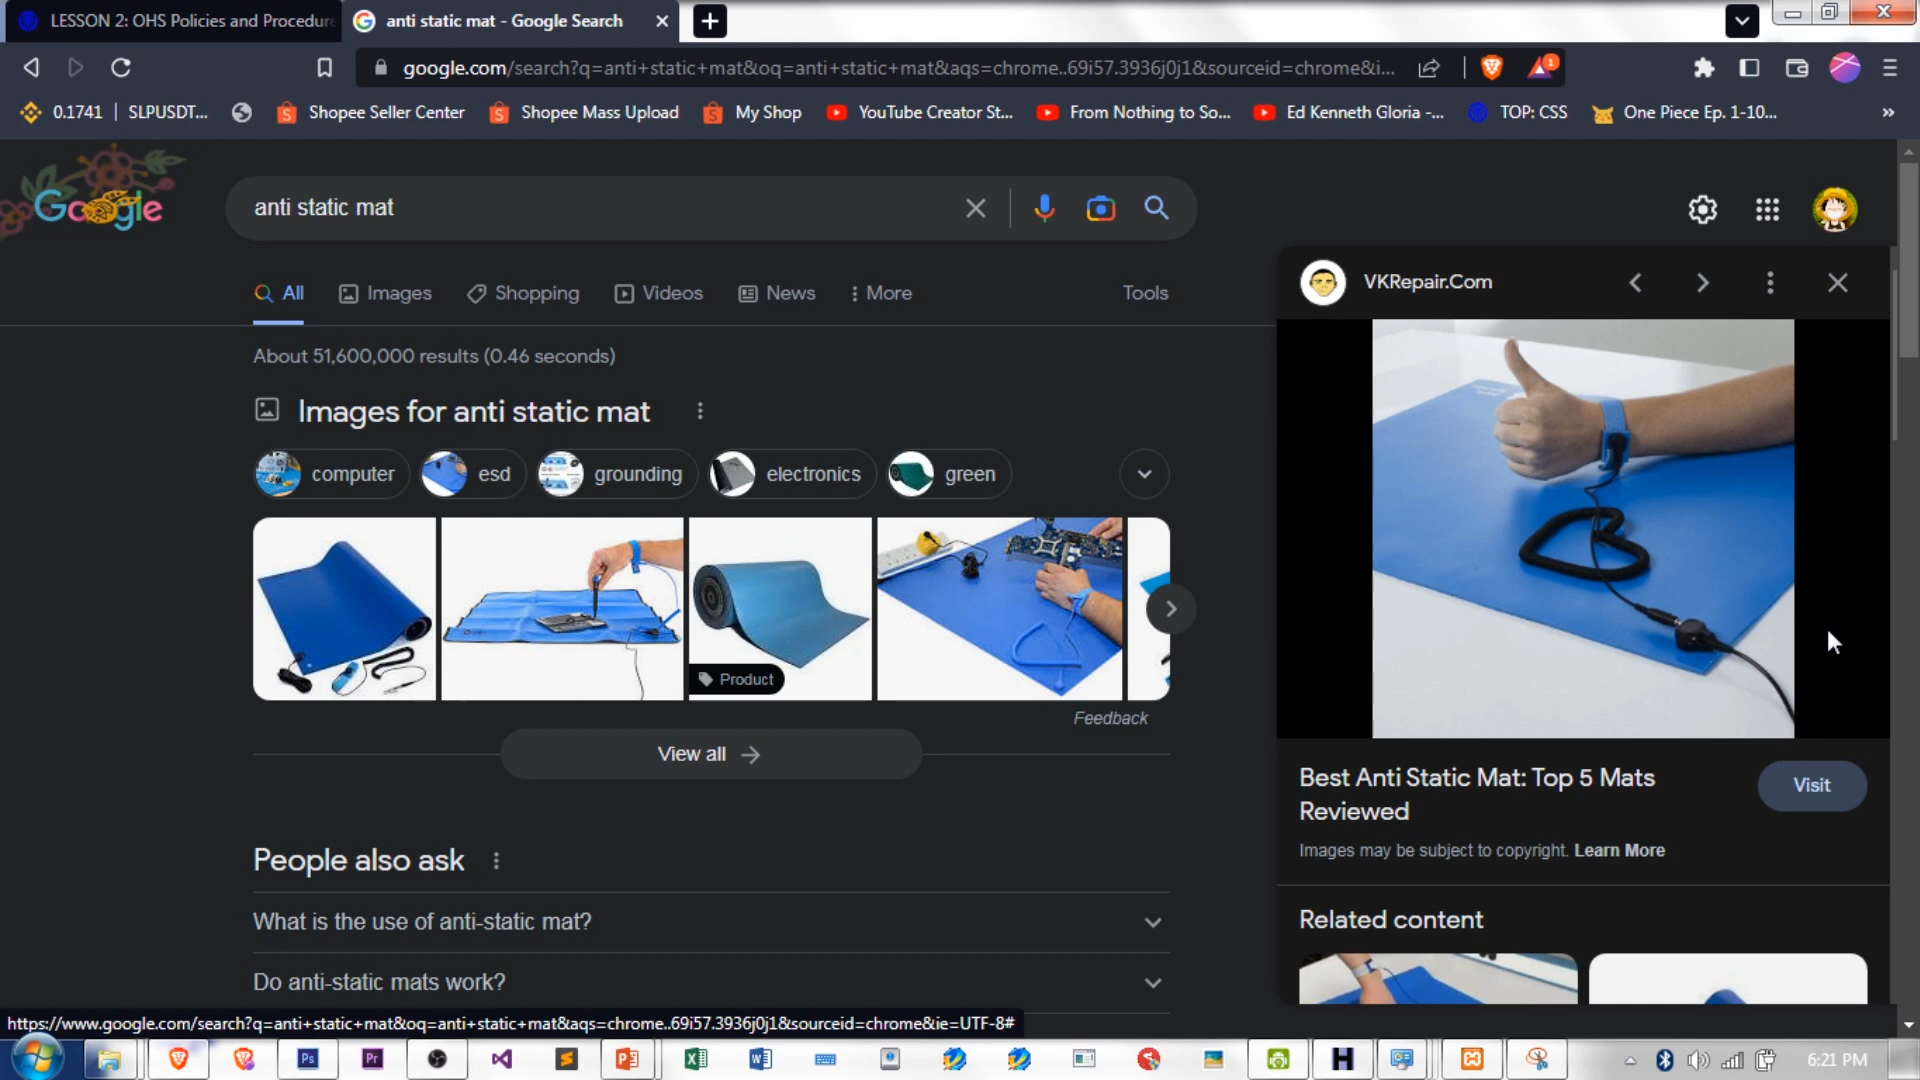 LESSON 2: OHS Policies and Procedure
anti static mat - Google Search
google.com/search?q=anti+static+mat&oq=anti+static+mat&aqs=chrome..69i57.3936j0j1&sourceid=chrome&i...
1
0.1741 | SLPUSDT...
Shopee Seller Center
Shopee Mass Upload
My Shop
YouTube Creator St...
From Nothing to So...
Ed Kenneth Gloria -...
TOP: CSS
One Piece Ep. 1-10...
»
Google
anti static mat
All
Images
Shopping
Videos
News
More
Tools
About 51,600,000 results (0.46 seconds)
Images for anti static mat
computer
esd
grounding
electronics
green
Product
Feedback
View all
People also ask
What is the use of anti-static mat?
Do anti-static mats work?
VKRepair.Com
Best Anti Static Mat: Top 5 Mats
Reviewed
Visit
Images may be subject to copyright. Learn More
Related content
https://www.google.com/search?q=anti+static+mat&oq=anti+static+mat&aqs=chrome..69i57.3936j0j1&sourceid=chrome&ie=UTF-8#
Ps
Pr
6:21 PM